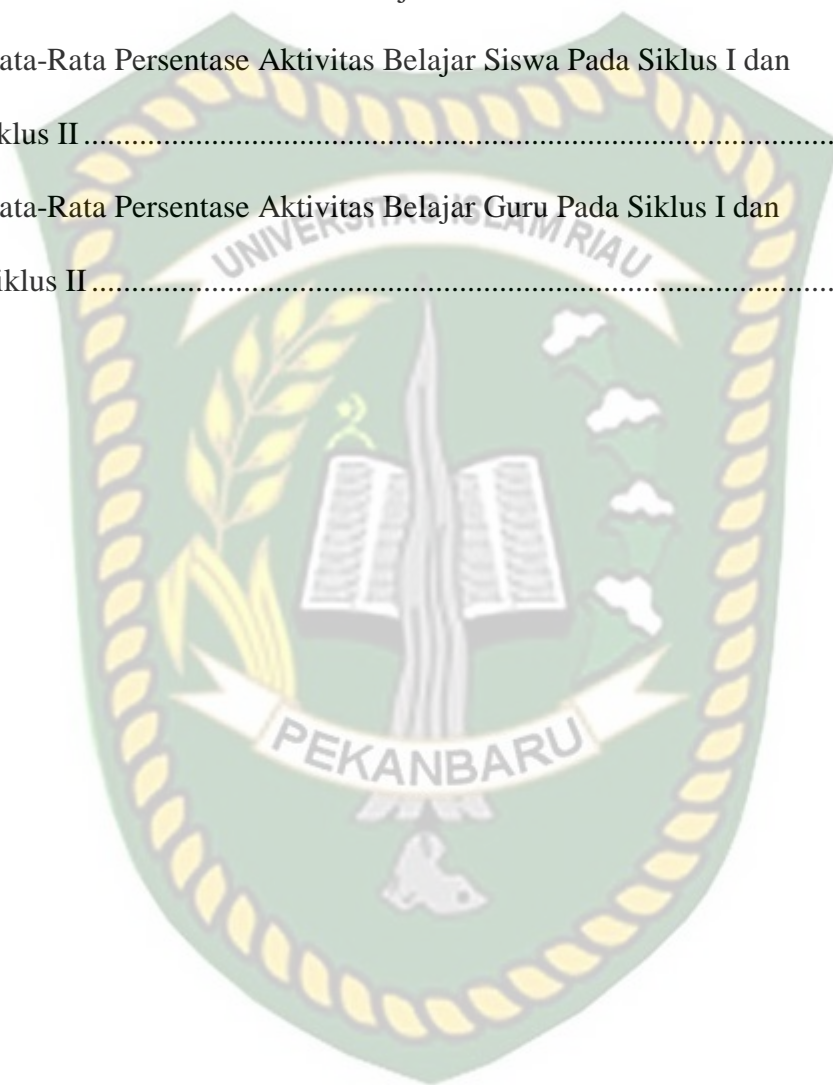 ata-Rata Persentase Aktivitas Belajar Siswa Pada Siklus I dan
klus II ................................................................................................
ata-Rata Persentase Aktivitas Belajar Guru Pada Siklus I dan
iklus II ...............................................................................................
UNIVERSITAS ISLAM RIAU
PEKANBARU